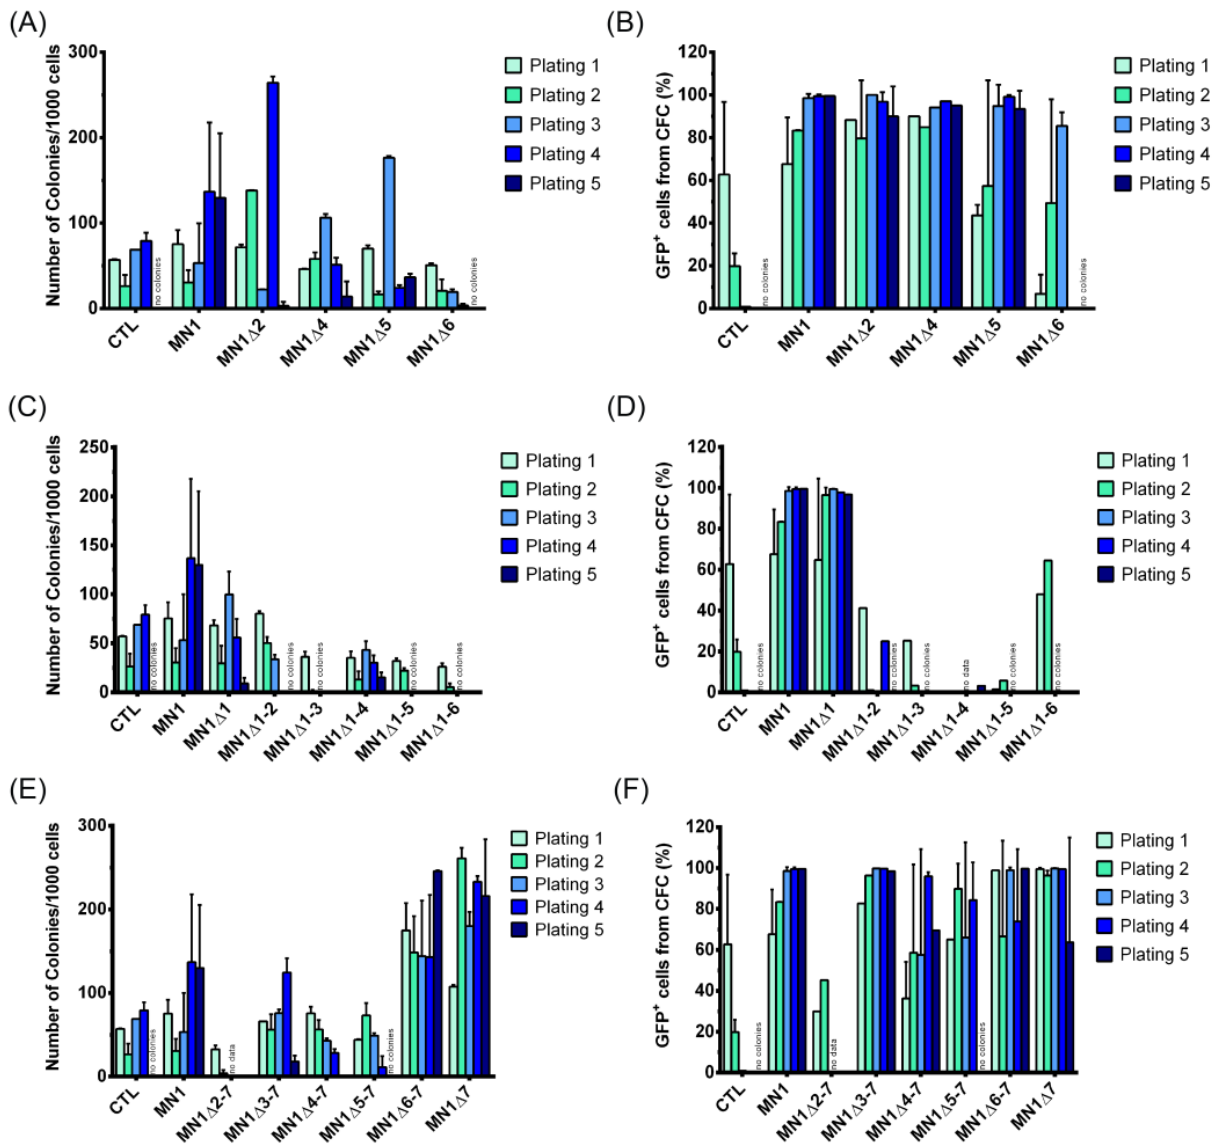 (A)
Number of Colonies/1000 cells
300
200
100
0
no colonies
no colonies
CTL
MN1
MN1Δ2
MN1Δ4
MN1Δ5
MN1Δ6
Plating 1
Plating 2
Plating 3
Plating 4
Plating 5
(B)
GFP+ cells from CFC (%)
120
100
80
60
40
20
0
no colonies
no colonies
CTL
MN1
MN1Δ2
MN1Δ4
MN1Δ5
MN1Δ6
Plating 1
Plating 2
Plating 3
Plating 4
Plating 5
(C)
Number of Colonies/1000 cells
250
200
150
100
50
0
no colonies
no colonies
no colonies
no colonies
no colonies
CTL
MN1
MN1Δ1
MN1Δ1-2
MN1Δ1-3
MN1Δ1-4
MN1Δ1-5
MN1Δ1-6
Plating 1
Plating 2
Plating 3
Plating 4
Plating 5
(D)
GFP+ cells from CFC (%)
120
100
80
60
40
20
0
no colonies
no colonies
no colonies
no data
no colonies
no colonies
CTL
MN1
MN1Δ1
MN1Δ1-2
MN1Δ1-3
MN1Δ1-4
MN1Δ1-5
MN1Δ1-6
Plating 1
Plating 2
Plating 3
Plating 4
Plating 5
(E)
Number of Colonies/1000 cells
300
200
100
0
no colonies
no data
no colonies
CTL
MN1
MN1Δ2-7
MN1Δ3-7
MN1Δ4-7
MN1Δ5-7
MN1Δ6-7
MN1Δ7
Plating 1
Plating 2
Plating 3
Plating 4
Plating 5
(F)
GFP+ cells from CFC (%)
120
100
80
60
40
20
0
no colonies
no data
no colonies
CTL
MN1
MN1Δ2-7
MN1Δ3-7
MN1Δ4-7
MN1Δ5-7
MN1Δ6-7
MN1Δ7
Plating 1
Plating 2
Plating 3
Plating 4
Plating 5